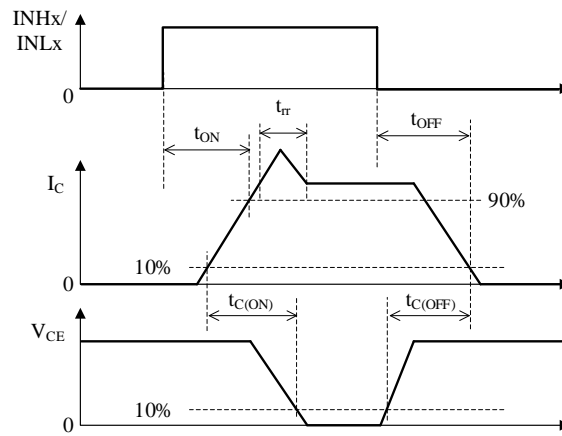 INHx/
INLx
0
tON
trr
tOFF
IC
90%
10%
0
tC(ON)
tC(OFF)
VCE
10%
0